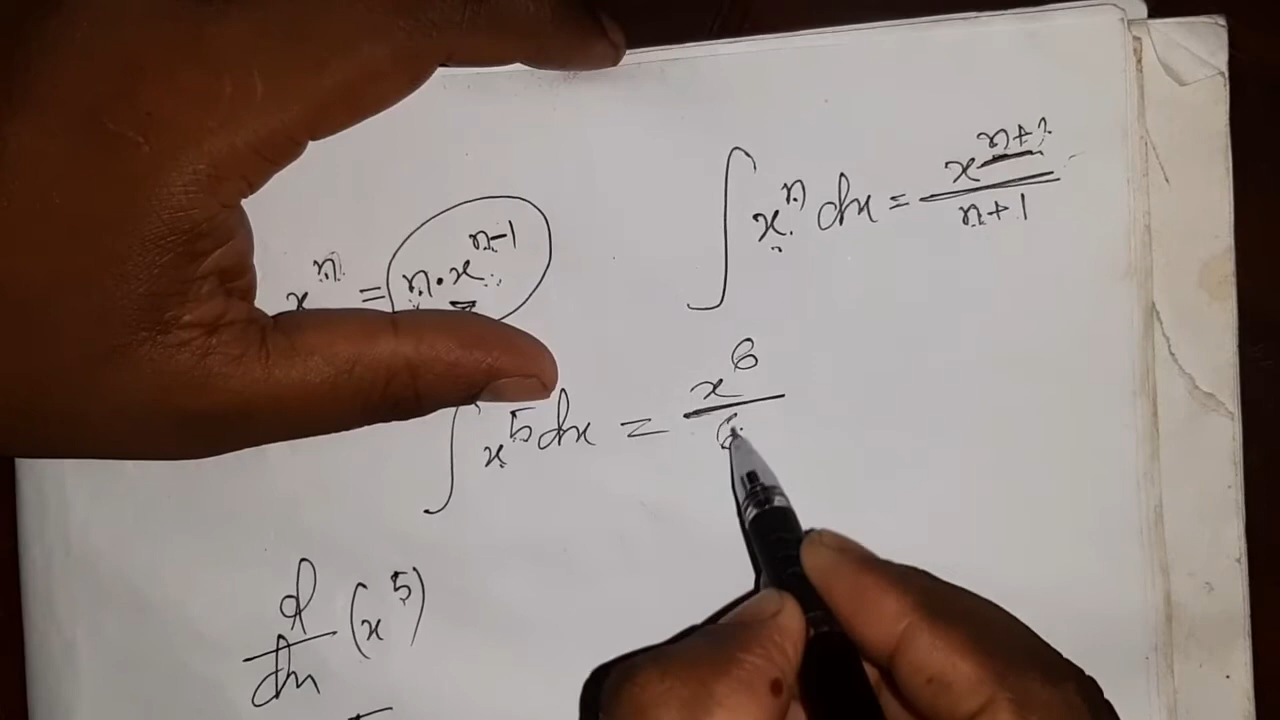 ∫ xⁿ dx = xⁿ⁺¹ / n+1
xⁿ = n·xⁿ⁻¹
∫ x⁵ dx = x⁶ / 6
d/dx (x⁵)